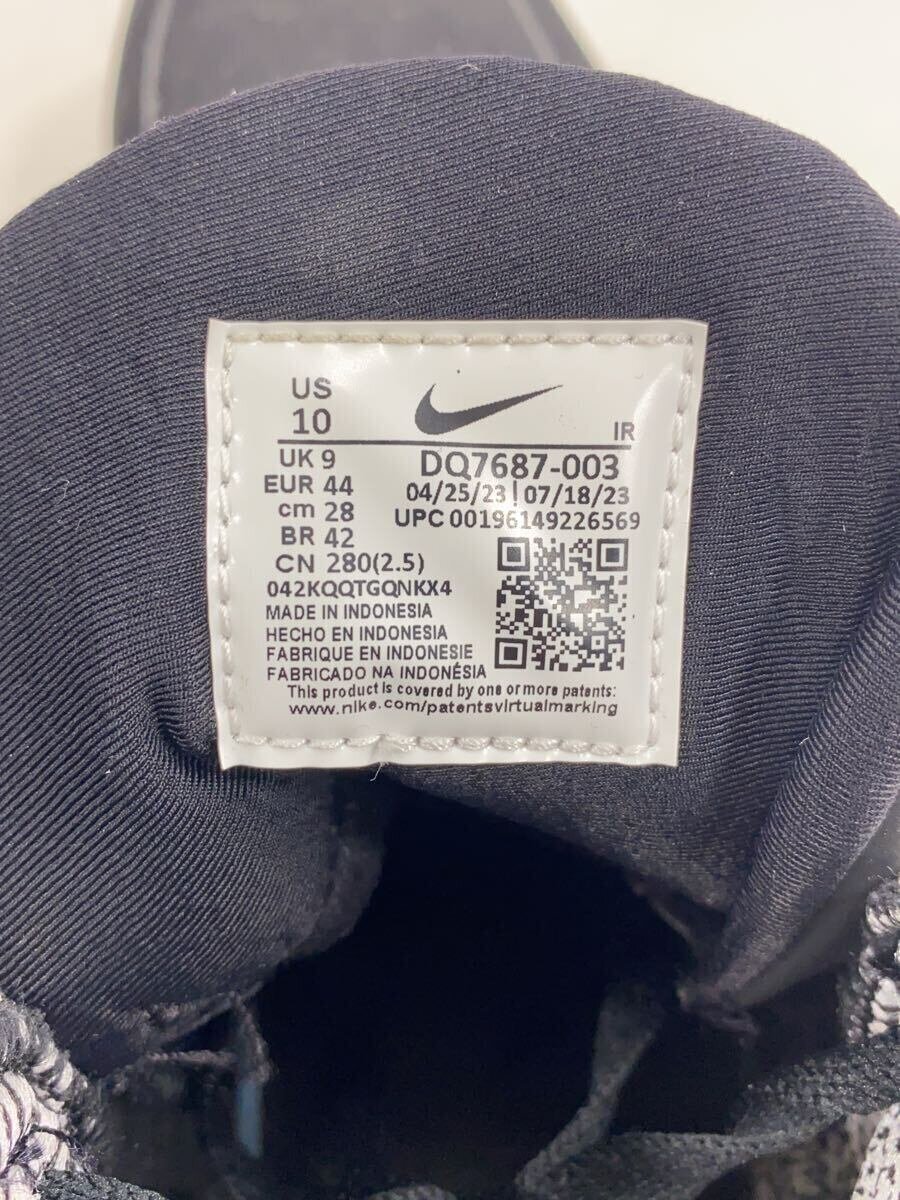 US
10
IR
UK 9
EUR 44
cm 28
BR 42
CN 280(2.5)
DQ7687-003
04/25/23 | 07/18/23
UPC 00196149226569
042KQQTGQNKX4
MADE IN INDONESIA
HECHO EN INDONESIA
FABRIQUE EN INDONESIE
FABRICADO NA INDONÉSIA
This product is covered by one or more patents:
www.nike.com/patentsvirtualmarking